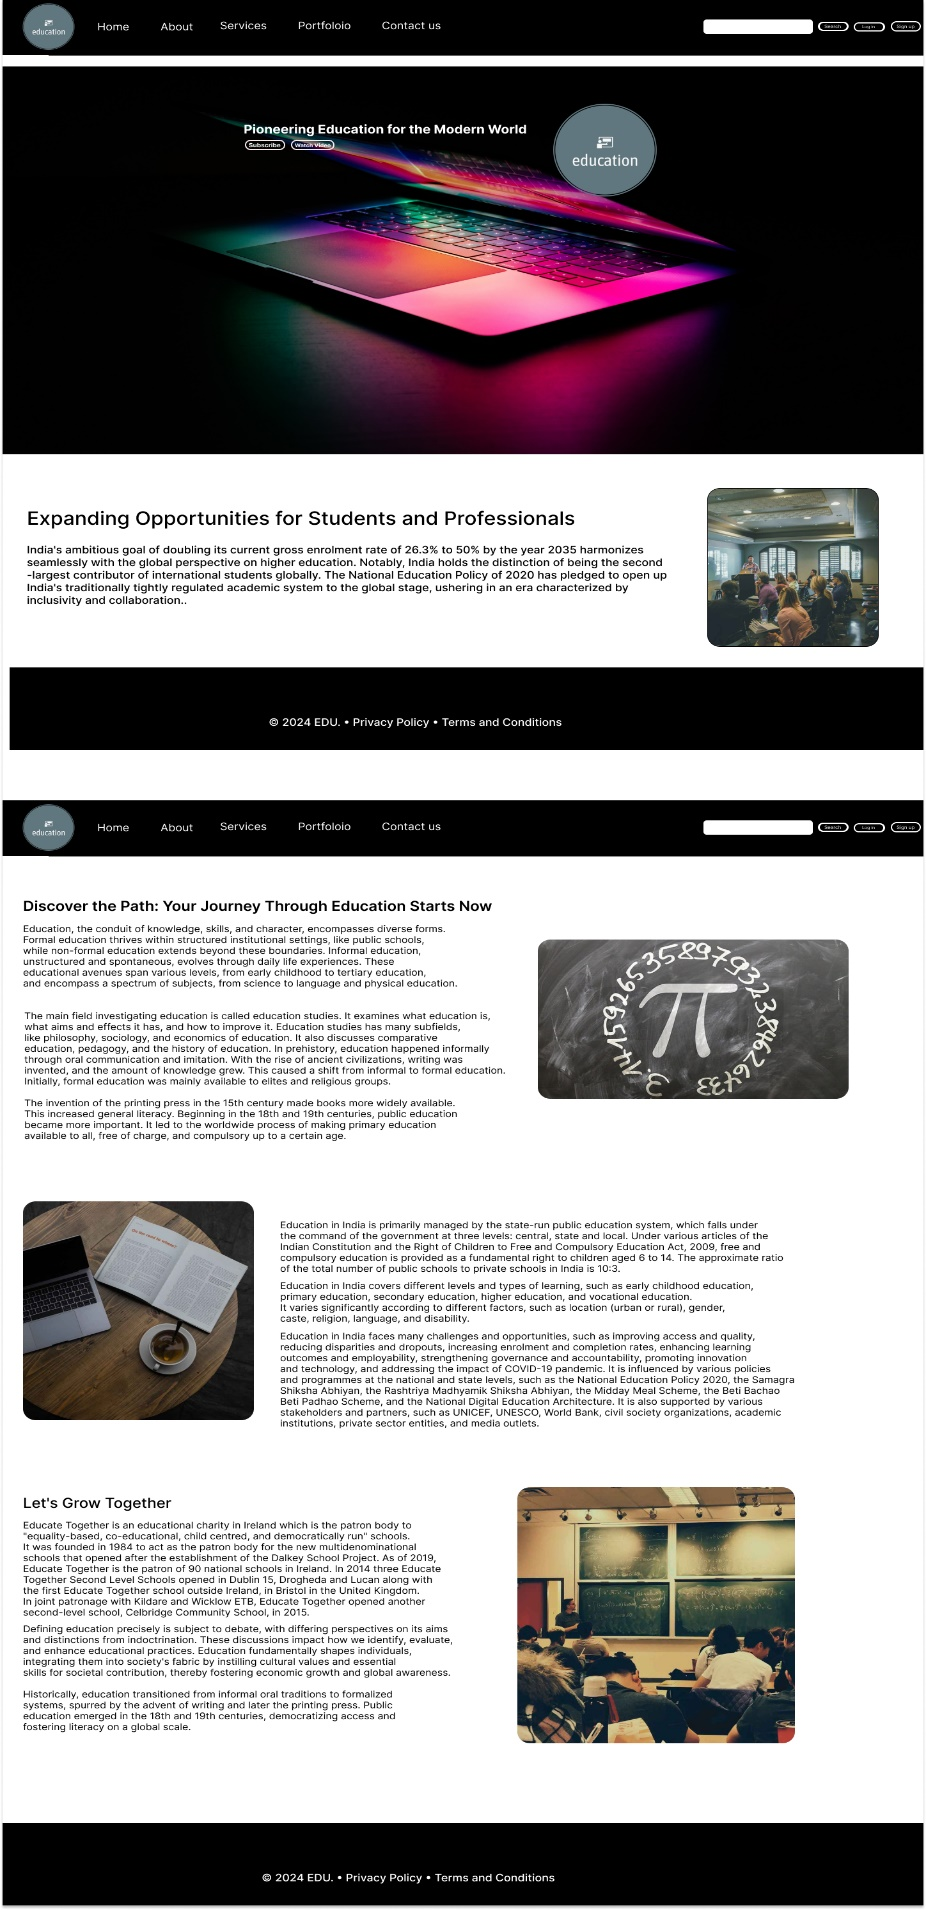 education
Home About Services Portfoloio Contact us Search Log in Sign up
Pioneering Education for the Modern World
Subscribe Watch Video
education
Expanding Opportunities for Students and Professionals
India's ambitious goal of doubling its current gross enrolment rate of 26.3% to 50% by the year 2035 harmonizes
seamlessly with the global perspective on higher education. Notably, India holds the distinction of being the second
-largest contributor of international students globally. The National Education Policy of 2020 has pledged to open up
India's traditionally tightly regulated academic system to the global stage, ushering in an era characterized by
inclusivity and collaboration..
© 2024 EDU. • Privacy Policy • Terms and Conditions
education
Home About Services Portfoloio Contact us Search Log in Sign up
Discover the Path: Your Journey Through Education Starts Now
Education, the conduit of knowledge, skills, and character, encompasses diverse forms.
Formal education thrives within structured institutional settings, like public schools,
while non-formal education extends beyond these boundaries. Informal education,
unstructured and spontaneous, evolves through daily life experiences. These
educational avenues span various levels, from early childhood to tertiary education,
and encompass a spectrum of subjects, from science to language and physical education.
The main field investigating education is called education studies. It examines what education is,
what aims and effects it has, and how to improve it. Education studies has many subfields,
like philosophy, sociology, and economics of education. It also discusses comparative
education, pedagogy, and the history of education. In prehistory, education happened informally
through oral communication and imitation. With the rise of ancient civilizations, writing was
invented, and the amount of knowledge grew. This caused a shift from informal to formal education.
Initially, formal education was mainly available to elites and religious groups.
The invention of the printing press in the 15th century made books more widely available.
This increased general literacy. Beginning in the 18th and 19th centuries, public education
became more important. It led to the worldwide process of making primary education
available to all, free of charge, and compulsory up to a certain age.
π
3.1415926535897932384626433
Education in India is primarily managed by the state-run public education system, which falls under
the command of the government at three levels: central, state and local. Under various articles of the
Indian Constitution and the Right of Children to Free and Compulsory Education Act, 2009, free and
compulsory education is provided as a fundamental right to children aged 6 to 14. The approximate ratio
of the total number of public schools to private schools in India is 10:3.
Education in India covers different levels and types of learning, such as early childhood education,
primary education, secondary education, higher education, and vocational education.
It varies significantly according to different factors, such as location (urban or rural), gender,
caste, religion, language, and disability.
Education in India faces many challenges and opportunities, such as improving access and quality,
reducing disparities and dropouts, increasing enrolment and completion rates, enhancing learning
outcomes and employability, strengthening governance and accountability, promoting innovation
and technology, and addressing the impact of COVID-19 pandemic. It is influenced by various policies
and programmes at the national and state levels, such as the National Education Policy 2020, the Samagra
Shiksha Abhiyan, the Rashtriya Madhyamik Shiksha Abhiyan, the Midday Meal Scheme, the Beti Bachao
Beti Padhao Scheme, and the National Digital Education Architecture. It is also supported by various
stakeholders and partners, such as UNICEF, UNESCO, World Bank, civil society organizations, academic
institutions, private sector entities, and media outlets.
Let's Grow Together
Educate Together is an educational charity in Ireland which is the patron body to
"equality-based, co-educational, child centred, and democratically run" schools.
It was founded in 1984 to act as the patron body for the new multidenominational
schools that opened after the establishment of the Dalkey School Project. As of 2019,
Educate Together is the patron of 90 national schools in Ireland. In 2014 three Educate
Together Second Level Schools opened in Dublin 15, Drogheda and Lucan along with
the first Educate Together school outside Ireland, in Bristol in the United Kingdom.
In joint patronage with Kildare and Wicklow ETB, Educate Together opened another
second-level school, Celbridge Community School, in 2015.
Defining education precisely is subject to debate, with differing perspectives on its aims
and distinctions from indoctrination. These discussions impact how we identify, evaluate,
and enhance educational practices. Education fundamentally shapes individuals,
integrating them into society's fabric by instilling cultural values and essential
skills for societal contribution, thereby fostering economic growth and global awareness.
Historically, education transitioned from informal oral traditions to formalized
systems, spurred by the advent of writing and later the printing press. Public
education emerged in the 18th and 19th centuries, democratizing access and
fostering literacy on a global scale.
© 2024 EDU. • Privacy Policy • Terms and Conditions